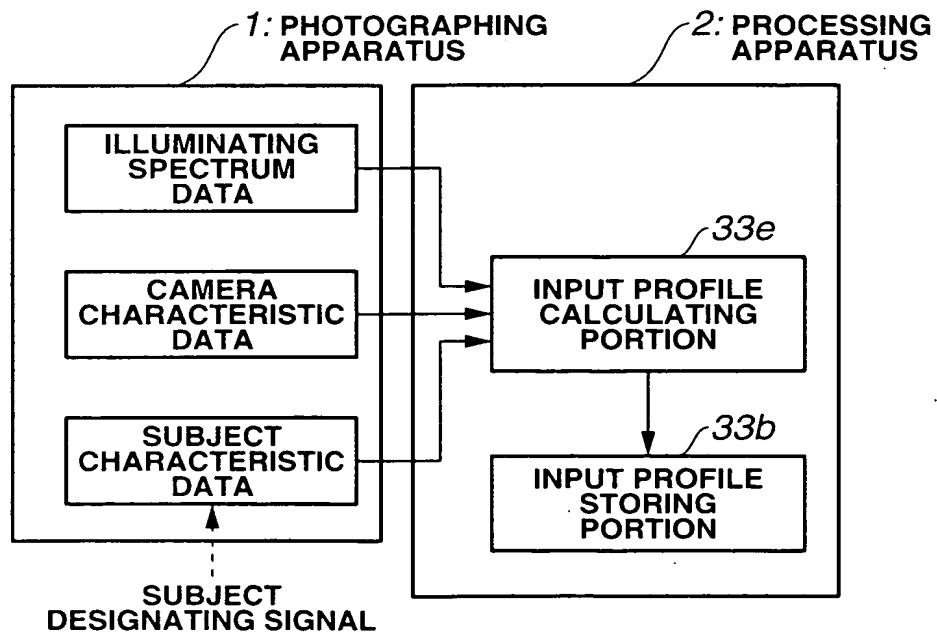 1: PHOTOGRAPHING
APPARATUS
ILLUMINATING
SPECTRUM
DATA
CAMERA
CHARACTERISTIC
DATA
SUBJECT
CHARACTERISTIC
DATA
SUBJECT
DESIGNATING SIGNAL
2: PROCESSING
APPARATUS
33e
INPUT PROFILE
CALCULATING
PORTION
33b
INPUT PROFILE
STORING
PORTION